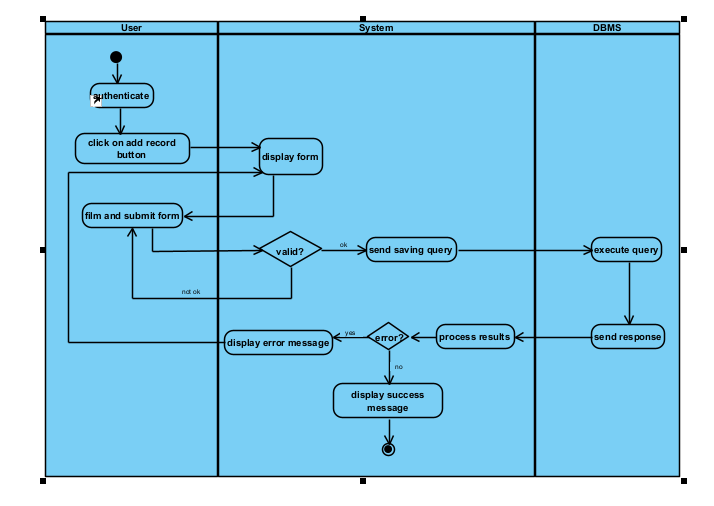 User
System
DBMS
authenticate
click on add record
button
display form
film and submit form
valid?
ok
send saving query
execute query
not ok
display error message
yes
error?
process results
send response
no
display success
message